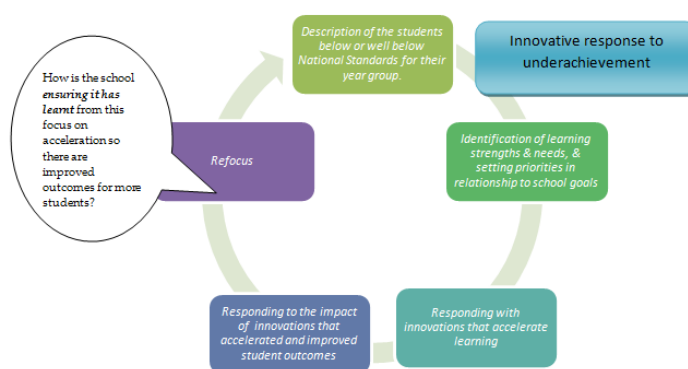 Description of the students
below or well below
National Standards for their
year group.
Innovative response to
underachievement
How is the school
ensuring it has
learnt from this
focus on
acceleration so
there are
improved
outcomes for more
students?
Refocus
Identification of learning
strengths & needs, &
setting priorities in
relationship to school goals
Responding to the impact
of innovations that
accelerated and improved
student outcomes
Responding with
innovations that accelerate
learning